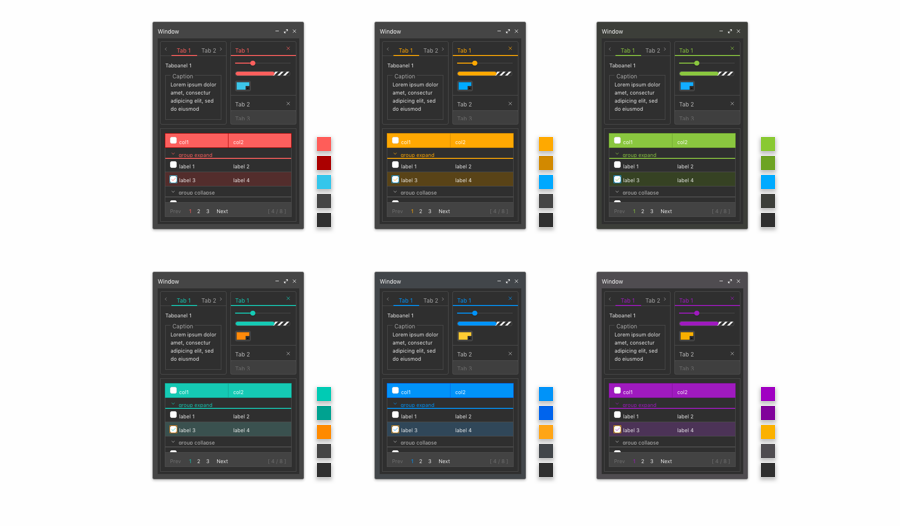 Window
Tab 1 Tab 2 Tab 1
Tabpanel 1
Caption
Lorem ipsum dolor
amet, consectur
adipicing elit, sed
do eiusmod
Tab 2
Tab 3
col1 col2
group expand
label 1 label 2
label 3 label 4
group collapse
Prev 1 2 3 Next [ 4 / 6 ]
Window
Tab 1 Tab 2 Tab 1
Tabpanel 1
Caption
Lorem ipsum dolor
amet, consectur
adipicing elit, sed
do eiusmod
Tab 2
Tab 3
col1 col2
group expand
label 1 label 2
label 3 label 4
group collapse
Prev 1 2 3 Next [ 4 / 6 ]
Window
Tab 1 Tab 2 Tab 1
Tabpanel 1
Caption
Lorem ipsum dolor
amet, consectur
adipicing elit, sed
do eiusmod
Tab 2
Tab 3
col1 col2
group expand
label 1 label 2
label 3 label 4
group collapse
Prev 1 2 3 Next [ 4 / 6 ]
Window
Tab 1 Tab 2 Tab 1
Tabpanel 1
Caption
Lorem ipsum dolor
amet, consectur
adipicing elit, sed
do eiusmod
Tab 2
Tab 3
col1 col2
group expand
label 1 label 2
label 3 label 4
group collapse
Prev 1 2 3 Next [ 4 / 6 ]
Window
Tab 1 Tab 2 Tab 1
Tabpanel 1
Caption
Lorem ipsum dolor
amet, consectur
adipicing elit, sed
do eiusmod
Tab 2
Tab 3
col1 col2
group expand
label 1 label 2
label 3 label 4
group collapse
Prev 1 2 3 Next [ 4 / 6 ]
Window
Tab 1 Tab 2 Tab 1
Tabpanel 1
Caption
Lorem ipsum dolor
amet, consectur
adipicing elit, sed
do eiusmod
Tab 2
Tab 3
col1 col2
group expand
label 1 label 2
label 3 label 4
group collapse
Prev 1 2 3 Next [ 4 / 6 ]